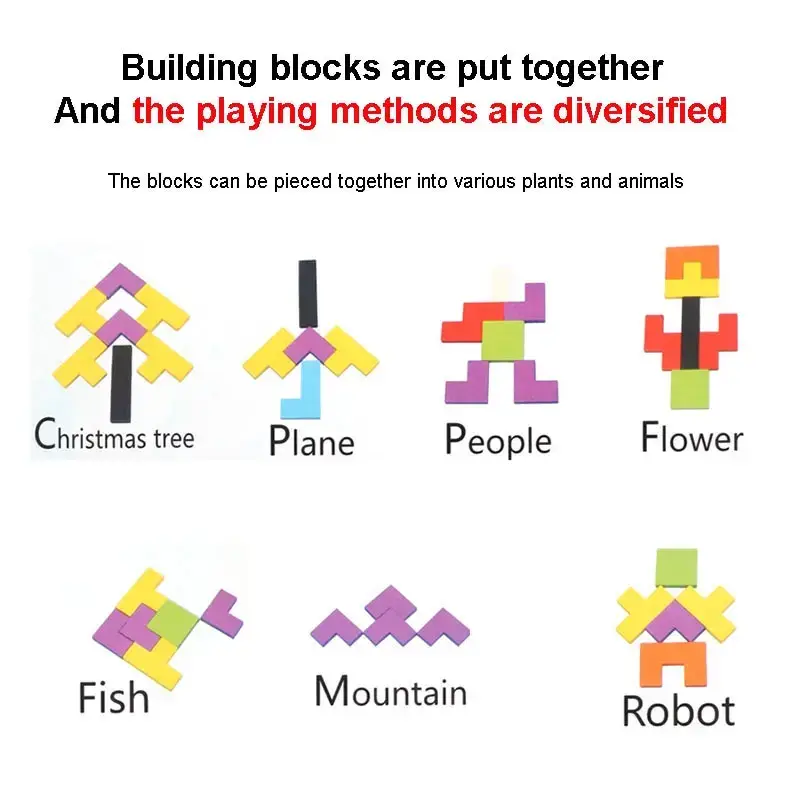 Building blocks are put together
And the playing methods are diversified
The blocks can be pieced together into various plants and animals
Christmas tree
Plane
People
Flower
Fish
Mountain
Robot